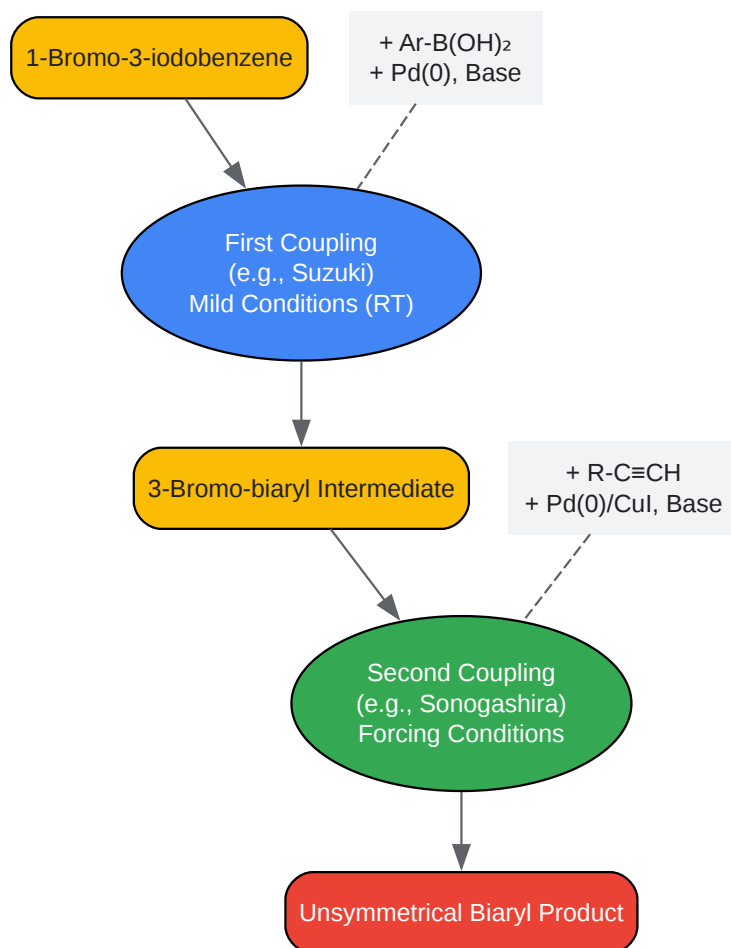 1-Bromo-3-iodobenzene
+ Ar-B(OH)₂
+ Pd(0), Base
First Coupling
(e.g., Suzuki)
Mild Conditions (RT)
3-Bromo-biaryl Intermediate
+ R-C≡CH
+ Pd(0)/CuI, Base
Second Coupling
(e.g., Sonogashira)
Forcing Conditions
Unsymmetrical Biaryl Product